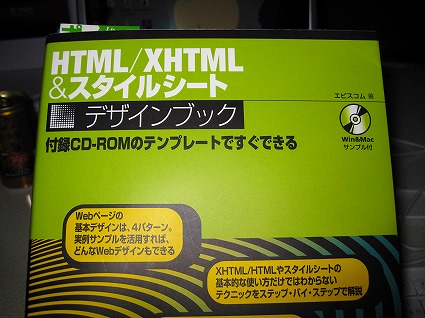 HTML/XHTML
&スタイルシート
デザインブック
エビスコム 著
付録CD-ROMのテンプレートですぐできる
Win&Mac
サンプル付
Webページの
基本デザインは、4パターン。
実例サンプルを活用すれば、
どんなWebデザインもできる
XHTML/HTMLやスタイルシートの
基本的な使い方だけではわからない
テクニックをステップ・バイ・ステップで解説